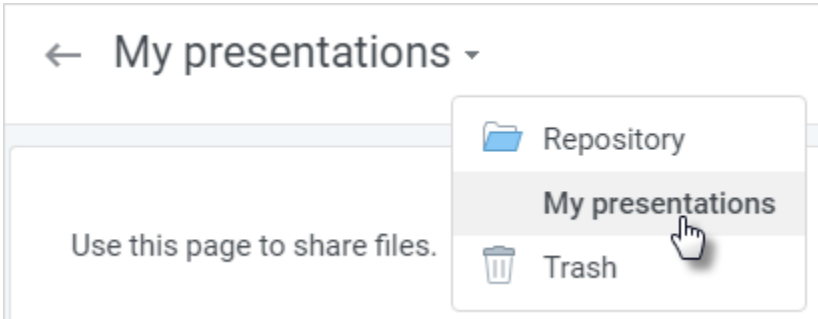 My presentations
Repository
My presentations
Use this page to share files.
Trash